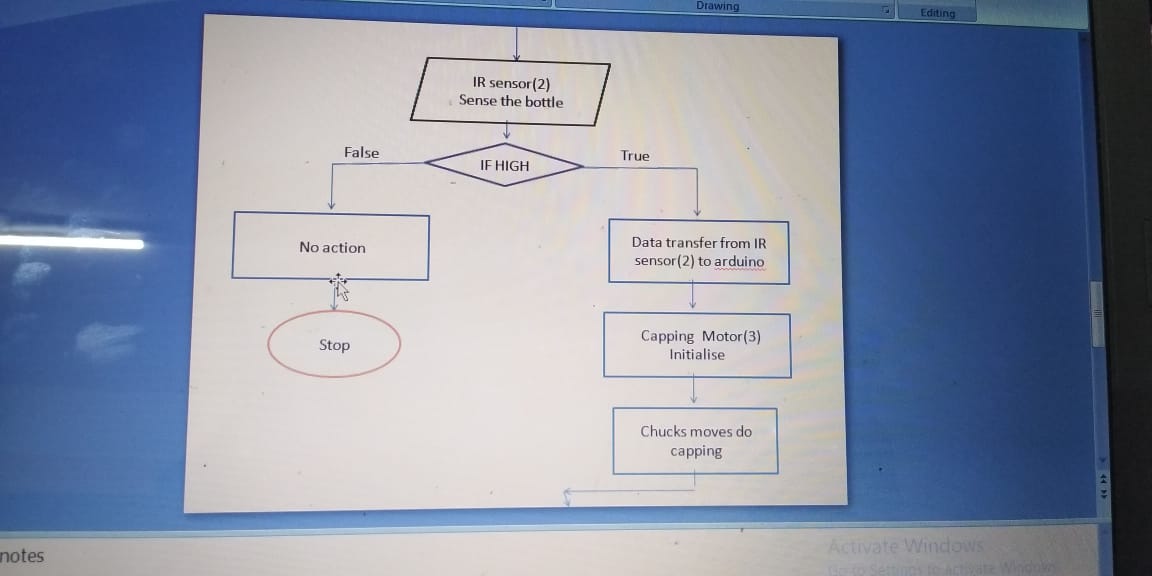 Drawing
Editing
IR sensor(2)
Sense the bottle
False
IF HIGH
True
No action
Data transfer from IR
sensor(2) to arduino
Stop
Capping Motor(3)
Initialise
Chucks moves do
capping
notes
Activate Windows
Go to Settings to Activate Windows